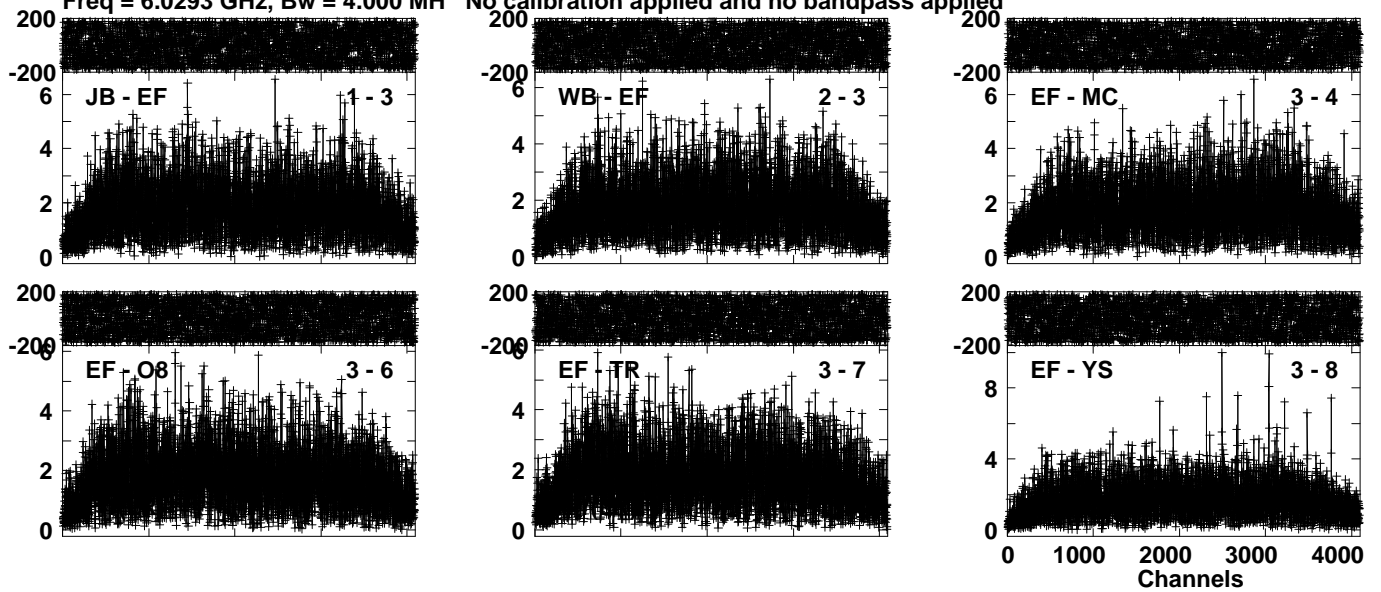 Freq = 6.0293 GHz, Bw = 4.000 MH No calibration applied and no bandpass applied
200 200 200
-200 -200 -200
JB - EF 1 - 3 WB - EF 2 - 3 EF - MC 3 - 4
6 6 6
4 4 4
2 2 2
0 0 0
200 200 200
-200 -200 -200
6 6
EF - O8 3 - 6 EF - TR 3 - 7 EF - YS 3 - 8
8
4 4 4
2 2
0 0 0
0 1000 2000 3000 4000
Channels